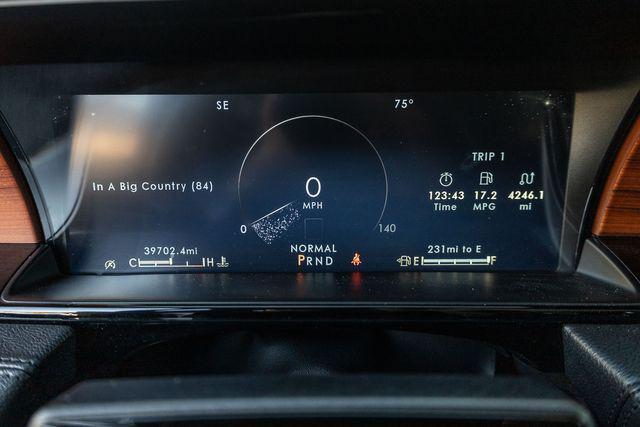 SE
75°
TRIP 1
0
MPH
In A Big Country (84)
123:43 17.2 4246.1
Time MPG mi
0
140
39702.4mi
NORMAL
231mi to E
C H
PRND
E F